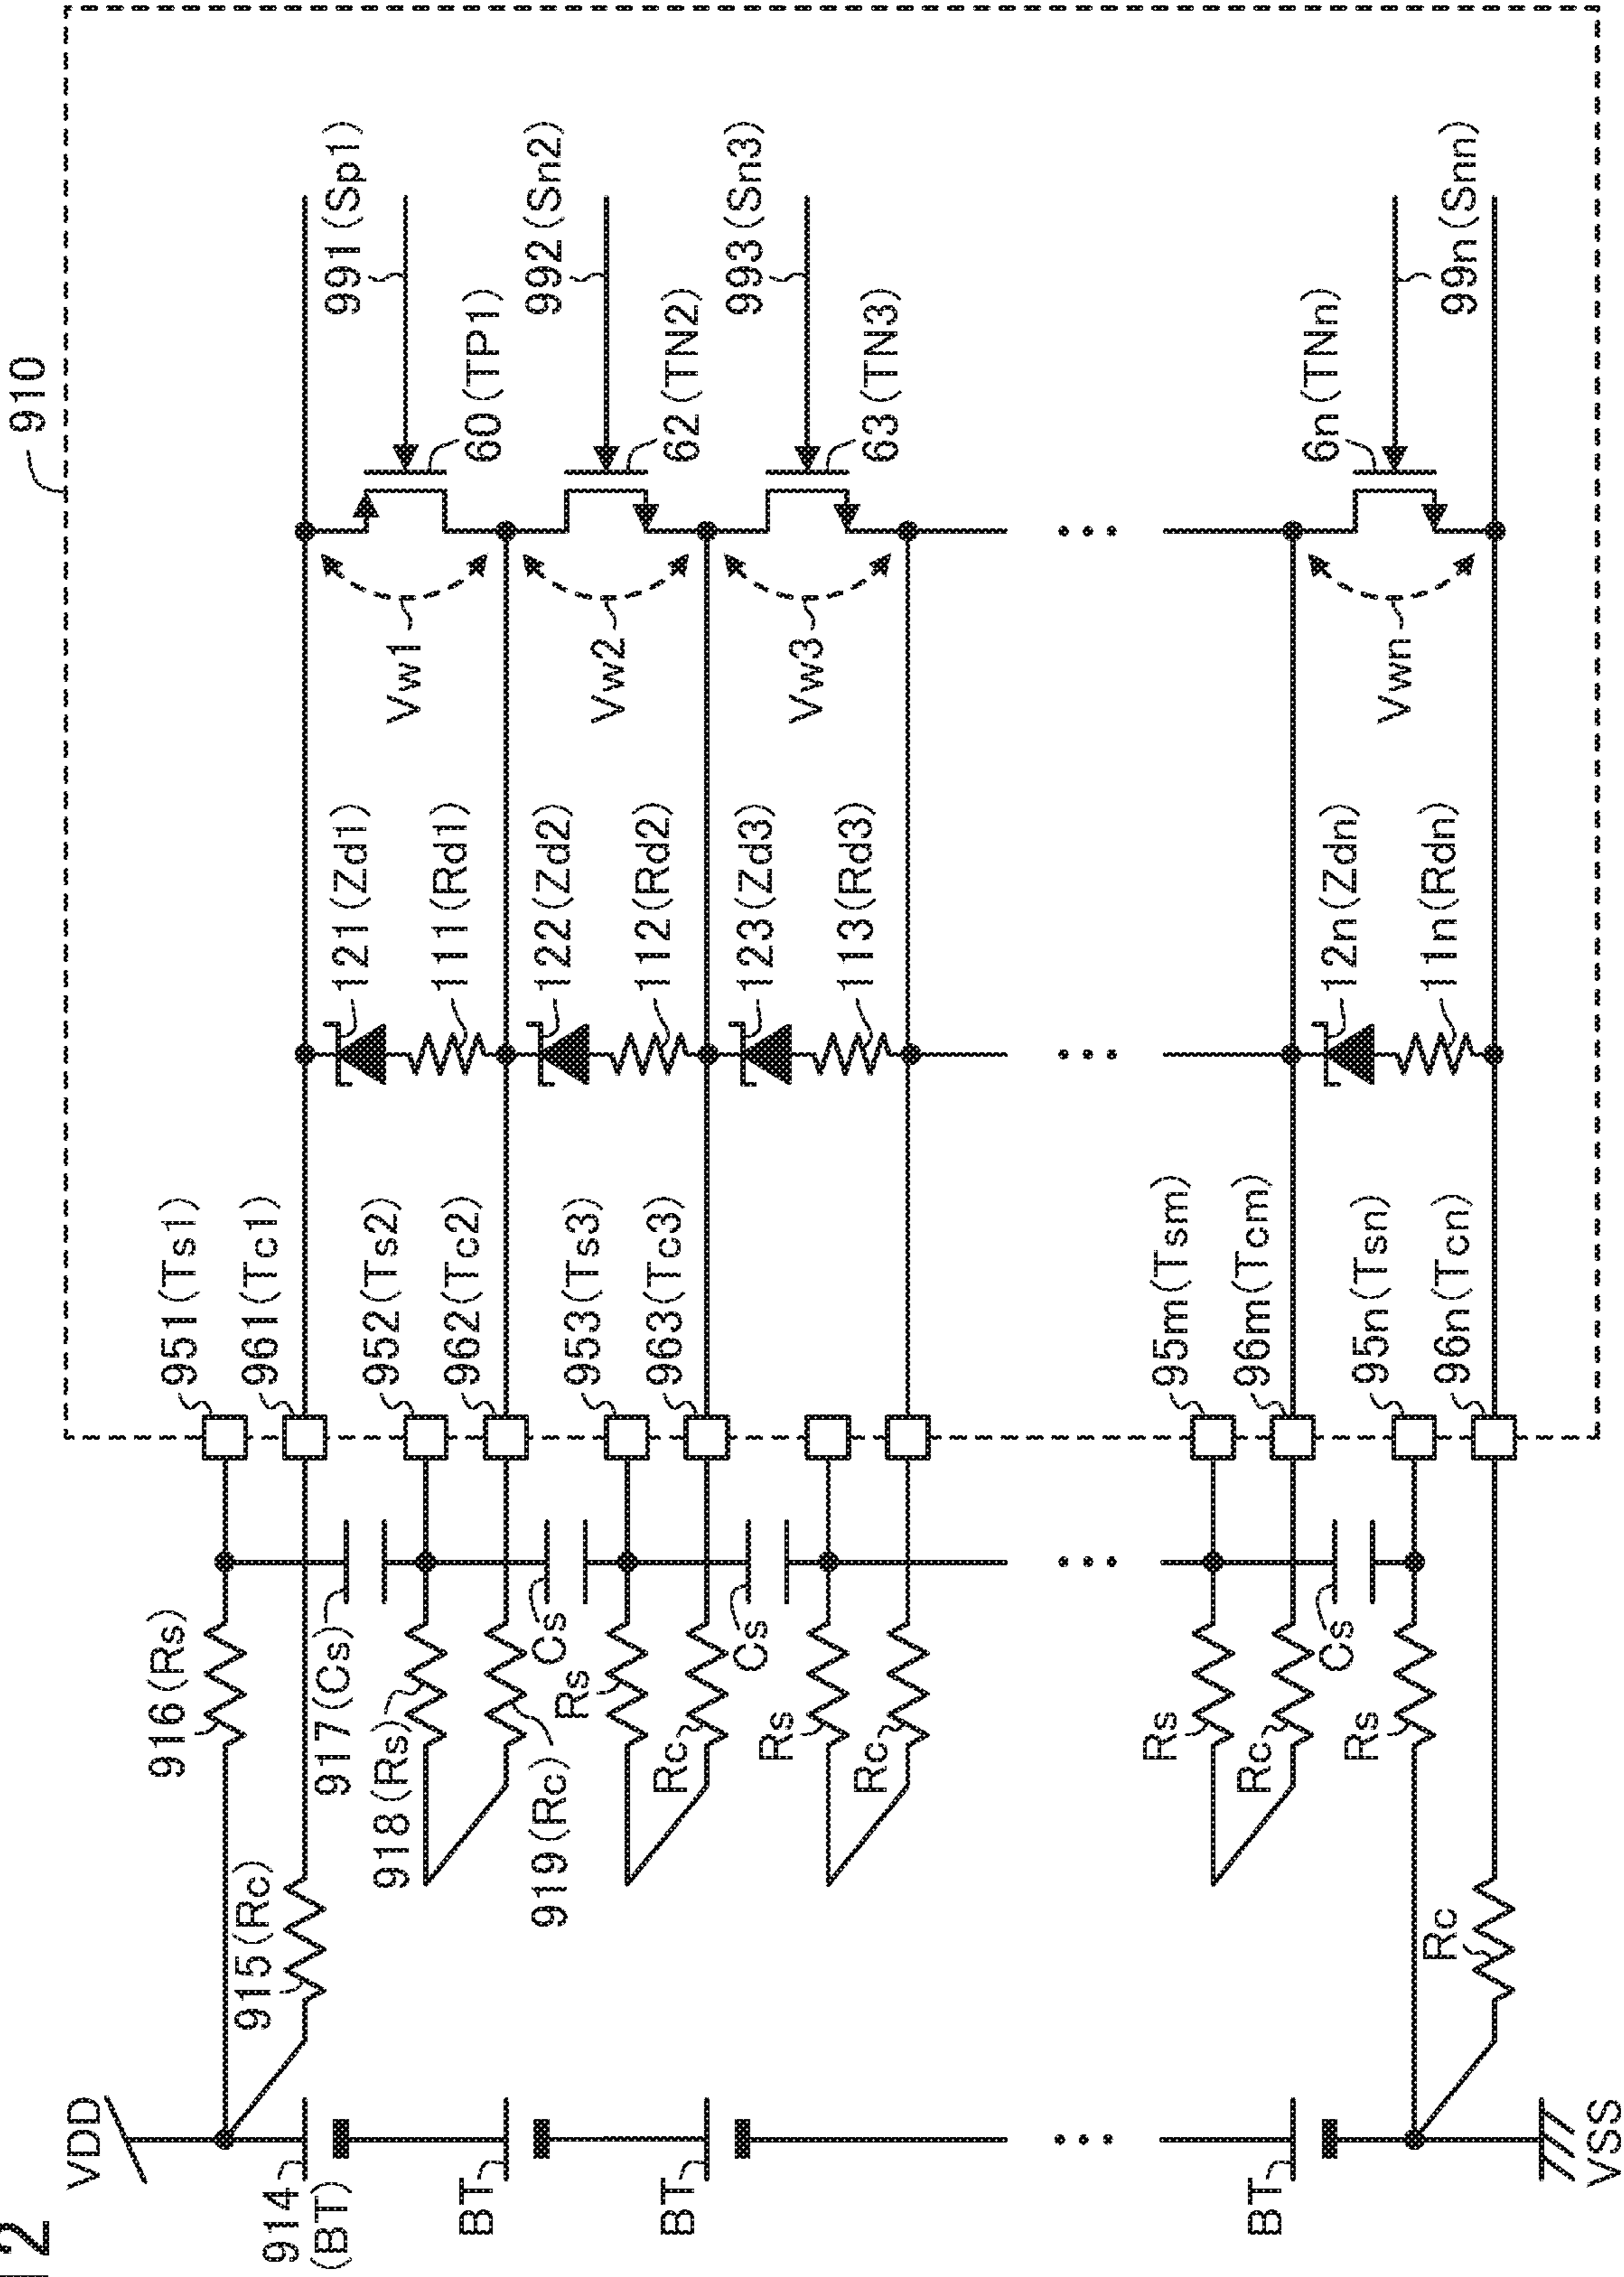 12
910
VDD
914
(BT)
BT
BT
BT
VSS
915(Rc)
916(Rs)
917(Cs)
918(Rs)
919(Rc)
Cs
Rs
Rc
Cs
Rs
Rc
Rs
Rc
Cs
Rs
Rc
951(Ts1)
961(Tc1)
952(Ts2)
962(Tc2)
953(Ts3)
963(Tc3)
95m(Tsm)
96m(Tcm)
95n(Tsn)
96n(Tcn)
121(Zd1)
111(Rd1)
122(Zd2)
112(Rd2)
123(Zd3)
113(Rd3)
12n(Zdn)
11n(Rdn)
Vw1
Vw2
Vw3
Vwn
991(Sp1)
60(TP1)
992(Sn2)
62(TN2)
993(Sn3)
63(TN3)
6n(TNn)
99n(Snn)